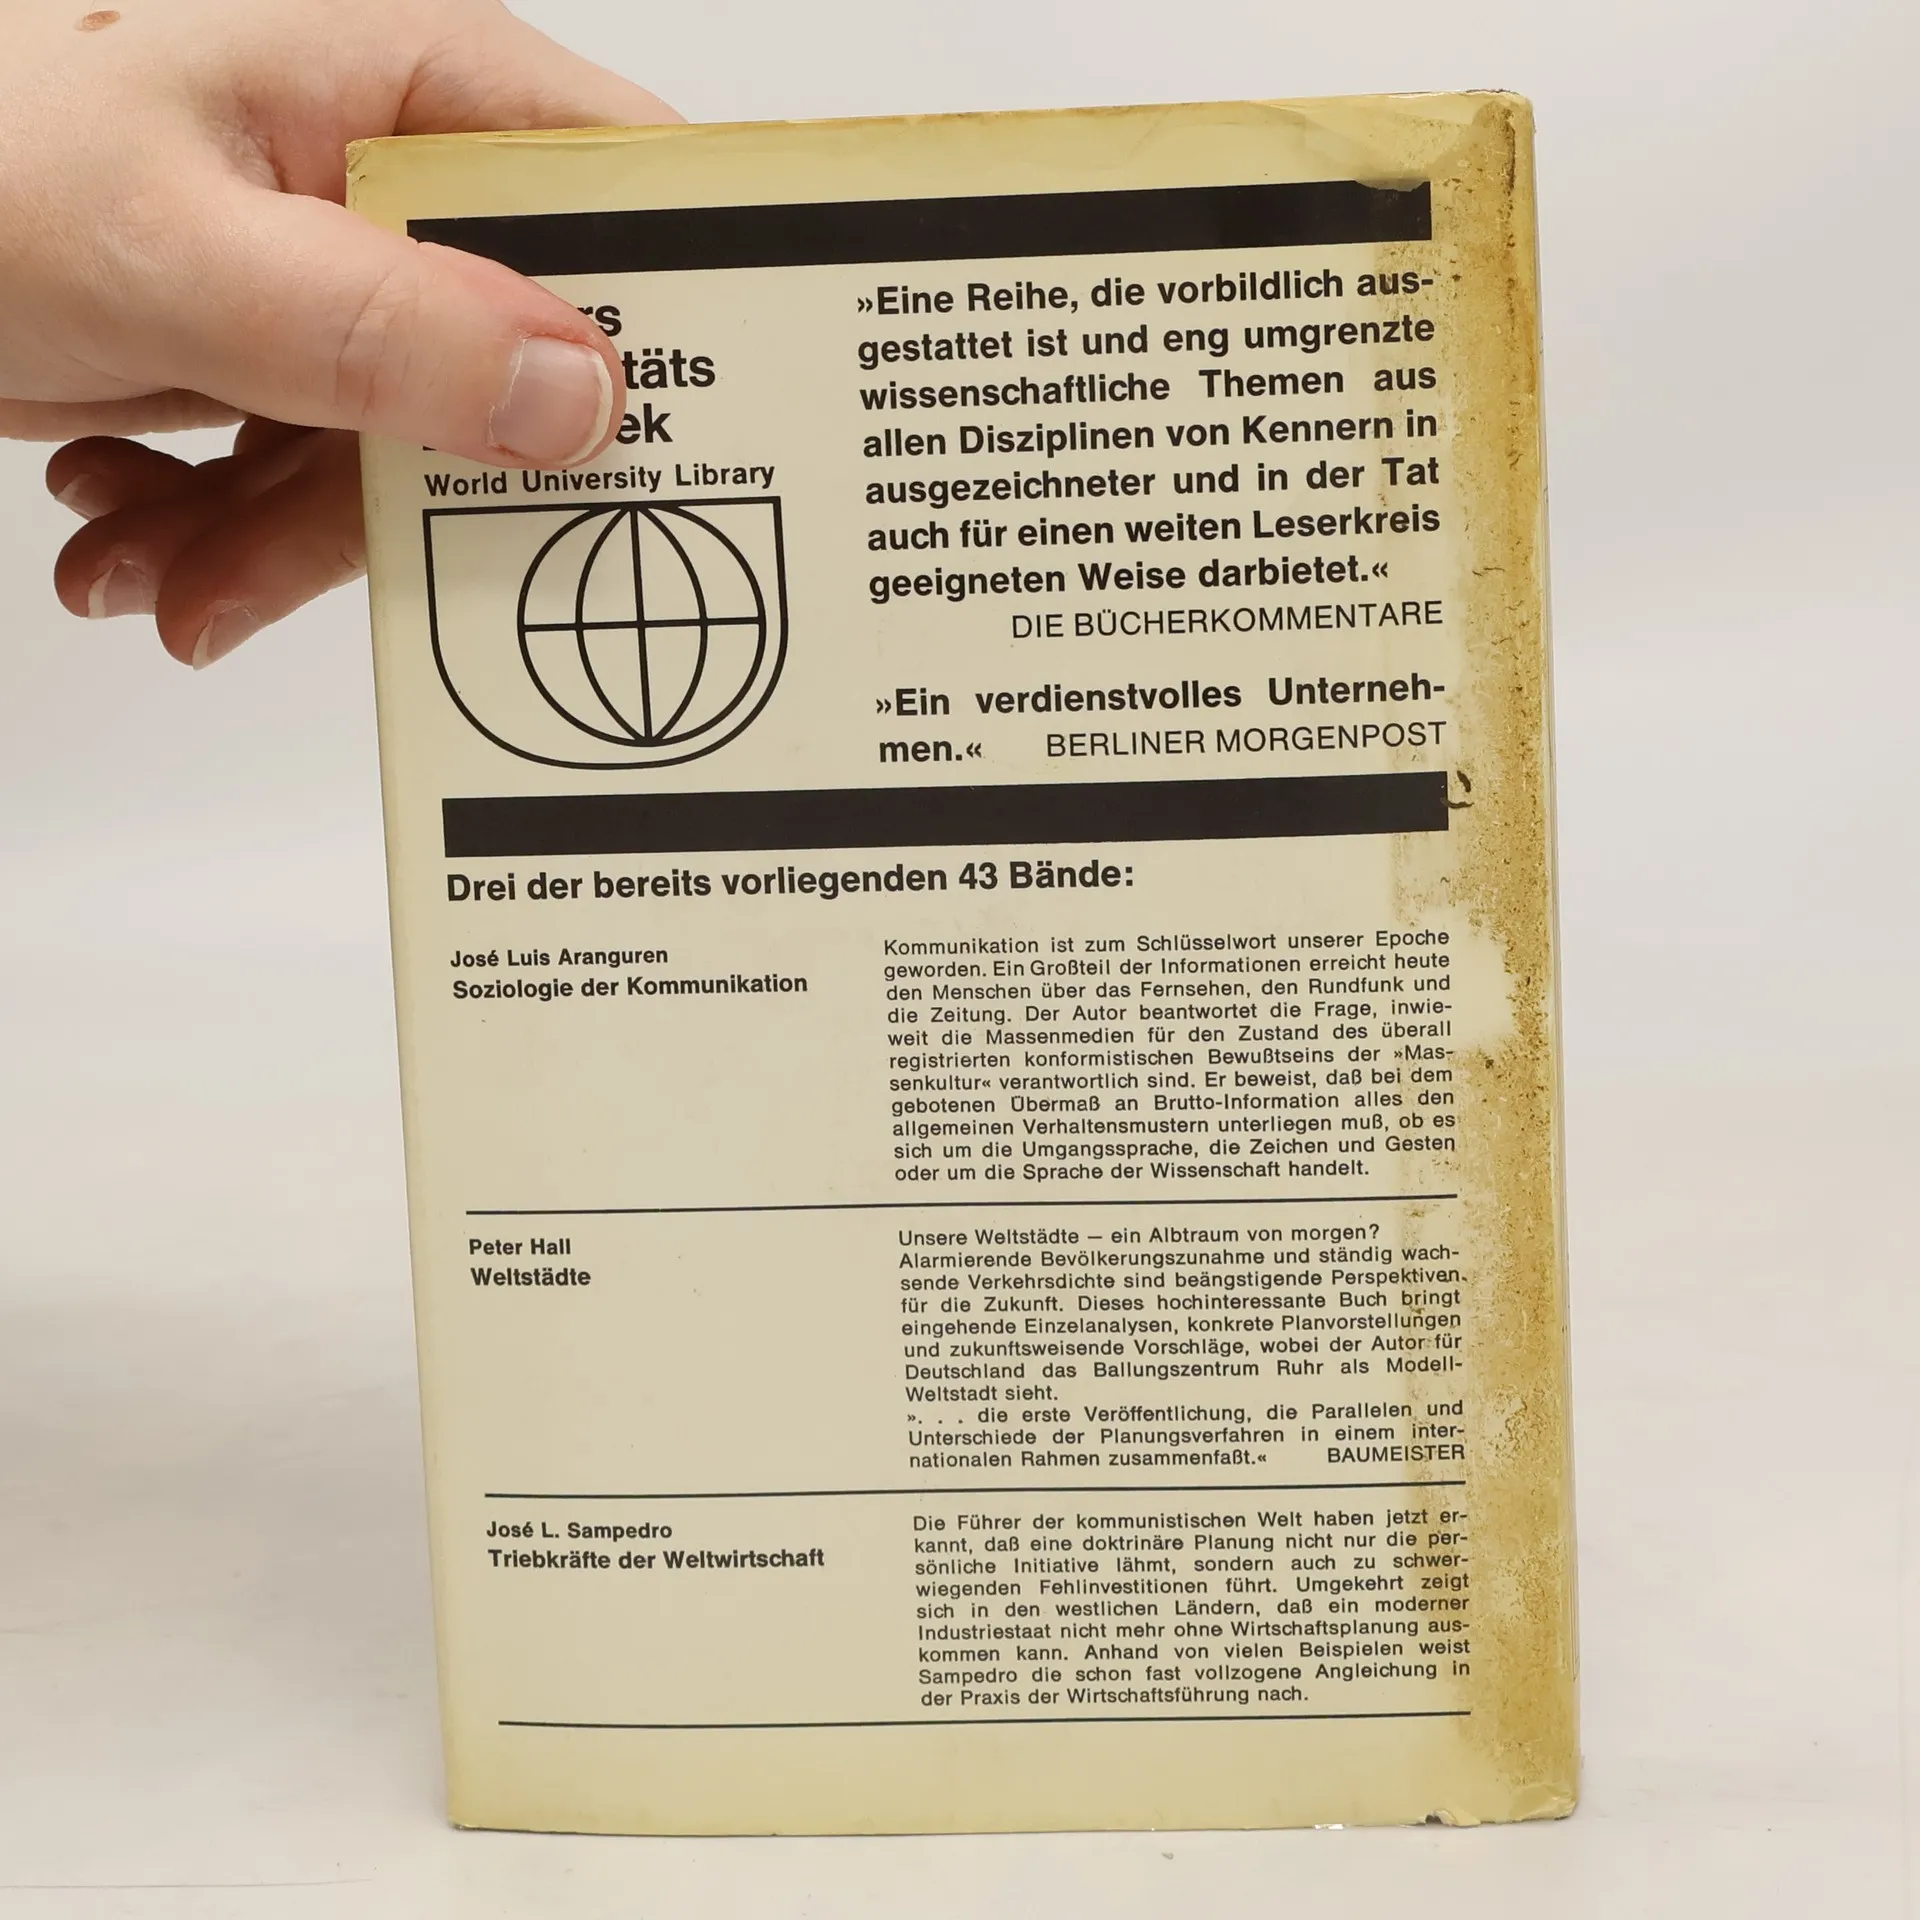 täts
World University Library
»Eine Reihe, die vorbildlich aus-
gestattet ist und eng umgrenzte
wissenschaftliche Themen aus
allen Disziplinen von Kennern in
ausgezeichneter und in der Tat
auch für einen weiten Leserkreis
geeigneten Weise darbietet.«
DIE BÜCHERKOMMENTARE
»Ein verdienstvolles Unterneh-
men.« BERLINER MORGENPOST
Drei der bereits vorliegenden 43 Bände:
José Luis Aranguren
Soziologie der Kommunikation
Kommunikation ist zum Schlüsselwort unserer Epoche
geworden. Ein Großteil der Informationen erreicht heute
den Menschen über das Fernsehen, den Rundfunk und
die Zeitung. Der Autor beantwortet die Frage, inwie-
weit die Massenmedien für den Zustand des überall
registrierten konformistischen Bewußtseins der »Mas-
senkultur« verantwortlich sind. Er beweist, daß bei dem
gebotenen Übermaß an Brutto-Information alles den
allgemeinen Verhaltensmustern unterliegen muß, ob es
sich um die Umgangssprache, die Zeichen und Gesten
oder um die Sprache der Wissenschaft handelt.
Peter Hall
Weltstädte
Unsere Weltstädte — ein Albtraum von morgen?
Alarmierende Bevölkerungszunahme und ständig wach-
sende Verkehrsdichte sind beängstigende Perspektiven
für die Zukunft. Dieses hochinteressante Buch bringt
eingehende Einzelanalysen, konkrete Planvorstellungen
und zukunftsweisende Vorschläge, wobei der Autor für
Deutschland das Ballungszentrum Ruhr als Modell-
Weltstadt sieht.
». . . die erste Veröffentlichung, die Parallelen und
Unterschiede der Planungsverfahren in einem inter-
nationalen Rahmen zusammenfaßt.« BAUMEISTER
José L. Sampedro
Triebkräfte der Weltwirtschaft
Die Führer der kommunistischen Welt haben jetzt er-
kannt, daß eine doktrinäre Planung nicht nur die per-
sönliche Initiative lähmt, sondern auch zu schwer-
wiegenden Fehlinvestitionen führt. Umgekehrt zeigt
sich in den westlichen Ländern, daß ein moderner
Industriestaat nicht mehr ohne Wirtschaftsplanung aus-
kommen kann. Anhand von vielen Beispielen weist
Sampedro die schon fast vollzogene Angleichung in
der Praxis der Wirtschaftsführung nach.